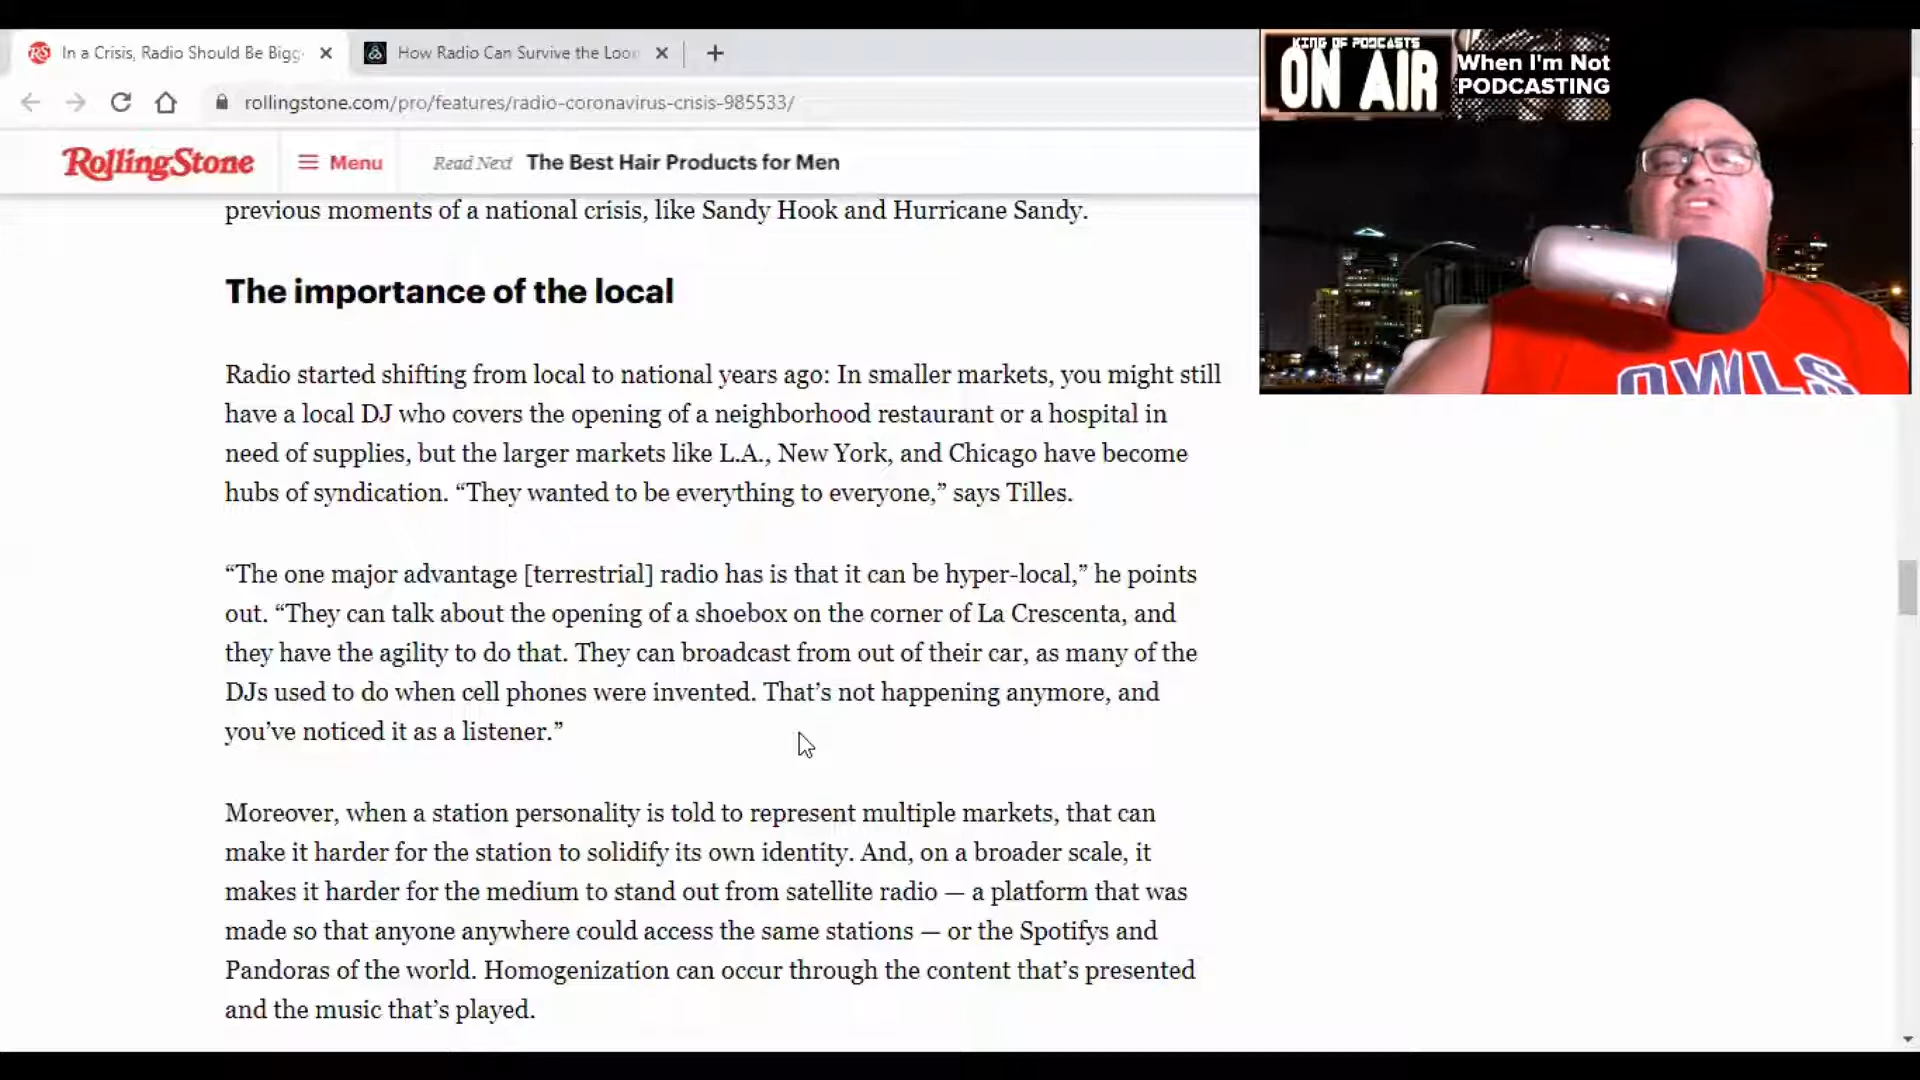 In a Crisis, Radio Should Be Bigg
How Radio Can Survive the Loo
rollingstone.com/pro/features/radio-coronavirus-crisis-985533/
RollingStone
Menu
Read Next The Best Hair Products for Men
previous moments of a national crisis, like Sandy Hook and Hurricane Sandy.
The importance of the local
Radio started shifting from local to national years ago: In smaller markets, you might still
have a local DJ who covers the opening of a neighborhood restaurant or a hospital in
need of supplies, but the larger markets like L.A., New York, and Chicago have become
hubs of syndication. “They wanted to be everything to everyone,” says Tilles.
“The one major advantage [terrestrial] radio has is that it can be hyper-local,” he points
out. “They can talk about the opening of a shoebox on the corner of La Crescenta, and
they have the agility to do that. They can broadcast from out of their car, as many of the
DJs used to do when cell phones were invented. That’s not happening anymore, and
you’ve noticed it as a listener.”
Moreover, when a station personality is told to represent multiple markets, that can
make it harder for the station to solidify its own identity. And, on a broader scale, it
makes it harder for the medium to stand out from satellite radio — a platform that was
made so that anyone anywhere could access the same stations — or the Spotifys and
Pandoras of the world. Homogenization can occur through the content that’s presented
and the music that’s played.
KING OF PODCASTS
ON AIR
When I'm Not
PODCASTING
OWLS